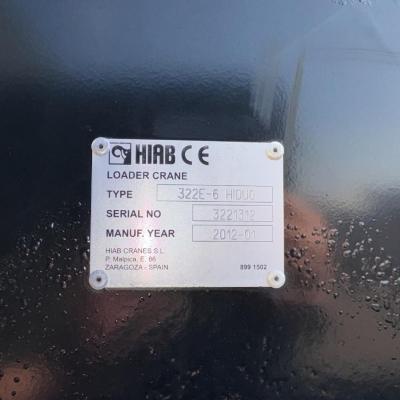 HIAB CE
LOADER CRANE
TYPE 322E-6 HIDUO
SERIAL NO 3221312
MANUF. YEAR 2012-01
HIAB CRANES S.L.
P. Malpica, E, 86
ZARAGOZA - SPAIN 899 1502